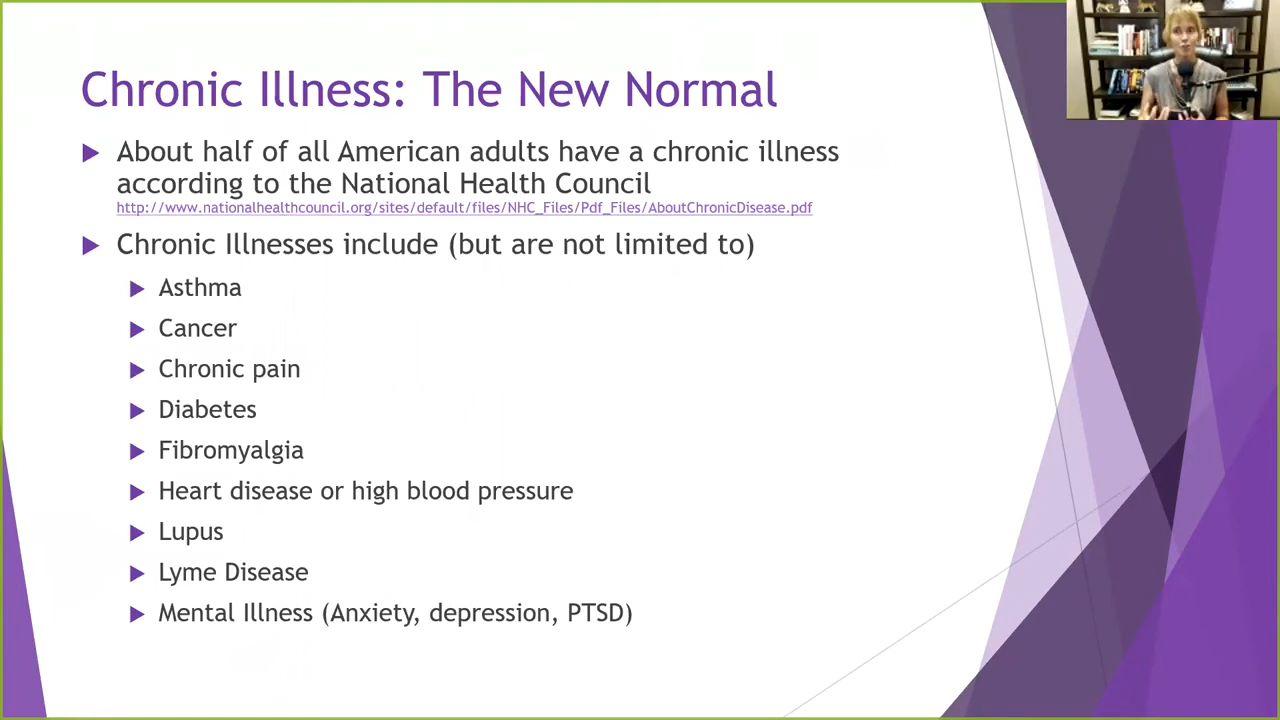 Chronic Illness: The New Normal
About half of all American adults have a chronic illness
according to the National Health Council
http://www.nationalhealthcouncil.org/sites/default/files/NHC_Files/Pdf_Files/AboutChronicDisease.pdf
Chronic Illnesses include (but are not limited to)
Asthma
Cancer
Chronic pain
Diabetes
Fibromyalgia
Heart disease or high blood pressure
Lupus
Lyme Disease
Mental Illness (Anxiety, depression, PTSD)